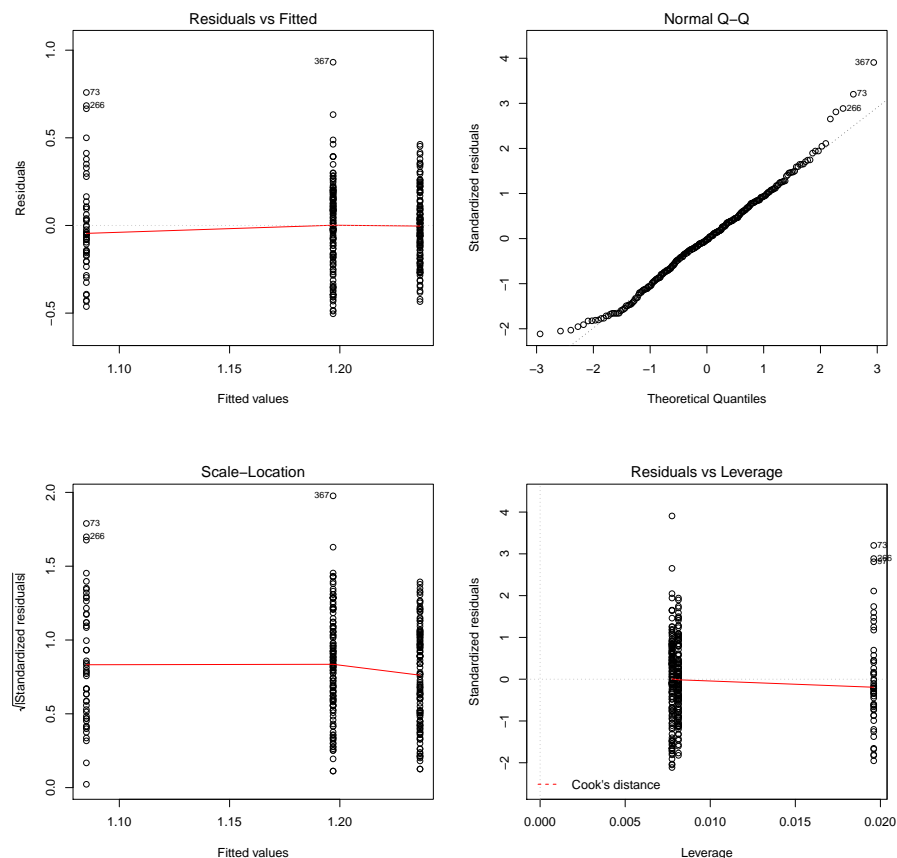 Residuals vs Fitted
1.0
0.5
0.0
−0.5
Residuals
367
73
266
1.10 1.15 1.20
Fitted values
Normal Q−Q
4
3
2
1
0
−1
−2
Standardized residuals
367
73
266
−3 −2 −1 0 1 2 3
Theoretical Quantiles
Scale−Location
2.0
1.5
1.0
0.5
0.0
√|Standardized residuals|
367
73
266
1.10 1.15 1.20
Fitted values
Residuals vs Leverage
4
3
2
1
0
−1
−2
Standardized residuals
73
266
Cook's distance
0.000 0.005 0.010 0.015 0.020
Leverage